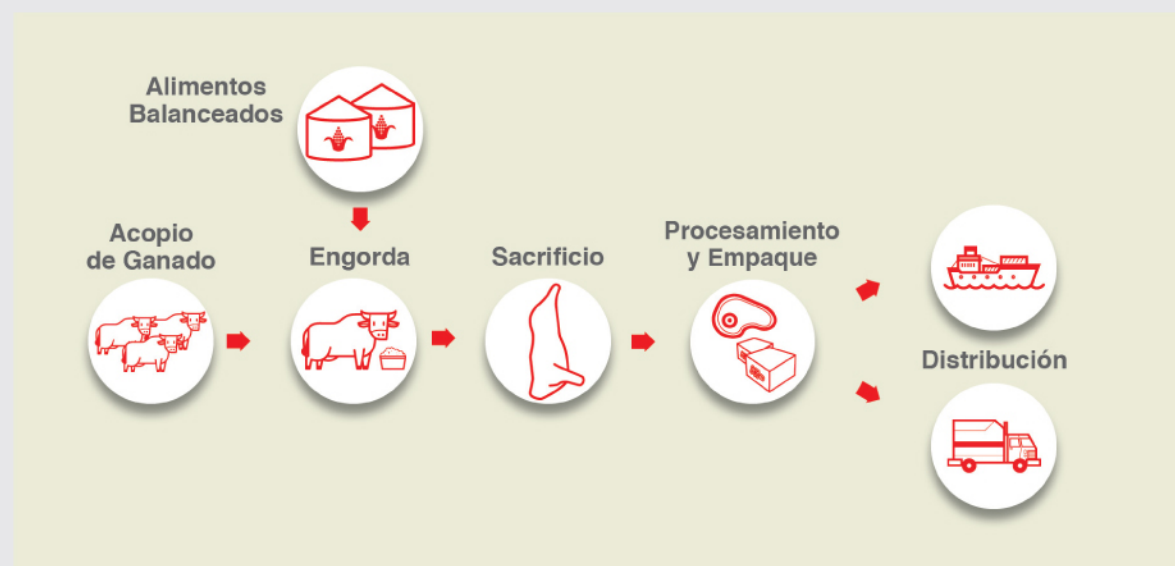 Alimentos
Balanceados
Acopio
de Ganado
Engorda
Sacrificio
Procesamiento
y Empaque
Distribución